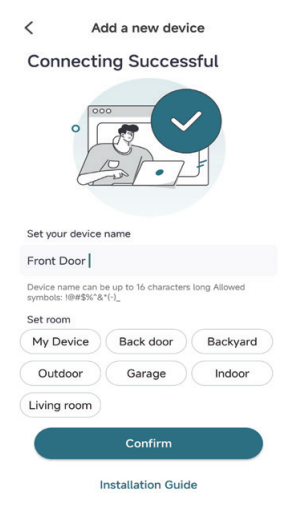 Add a new device
Connecting Successful
Set your device name
Front Door
Device name can be up to 16 characters long Allowed
symbols: !@#$%^&*(-)_
Set room
My Device
Back door
Backyard
Outdoor
Garage
Indoor
Living room
Confirm
Installation Guide